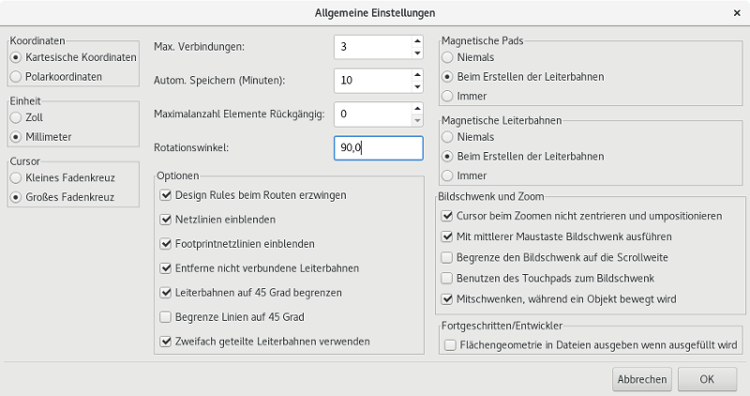 Allgemeine Einstellungen
×
Koordinaten
Kartesische Koordinaten
Polarkoordinaten
Einheit
Zoll
Millimeter
Cursor
Kleines Fadenkreuz
Großes Fadenkreuz
Max. Verbindungen: 3
Autom. Speichern (Minuten): 10
Maximalanzahl Elemente Rückgängig: 0
Rotationswinkel: 90,0
Optionen
Design Rules beim Routen erzwingen
Netzlinien einblenden
Footprintnetzlinien einblenden
Entferne nicht verbundene Leiterbahnen
Leiterbahnen auf 45 Grad begrenzen
Begrenze Linien auf 45 Grad
Zweifach geteilte Leiterbahnen verwenden
Magnetische Pads
Niemals
Beim Erstellen der Leiterbahnen
Immer
Magnetische Leiterbahnen
Niemals
Beim Erstellen der Leiterbahnen
Immer
Bildschwenk und Zoom
Cursor beim Zoomen nicht zentrieren und umpositionieren
Mit mittlerer Maustaste Bildschwenk ausführen
Begrenze den Bildschwenk auf die Scrollweite
Benutzen des Touchpads zum Bildschwenk
Mitschwenken, während ein Objekt bewegt wird
Fortgeschritten/Entwickler
Flächengeometrie in Dateien ausgeben wenn ausgefüllt wird
Abbrechen
OK